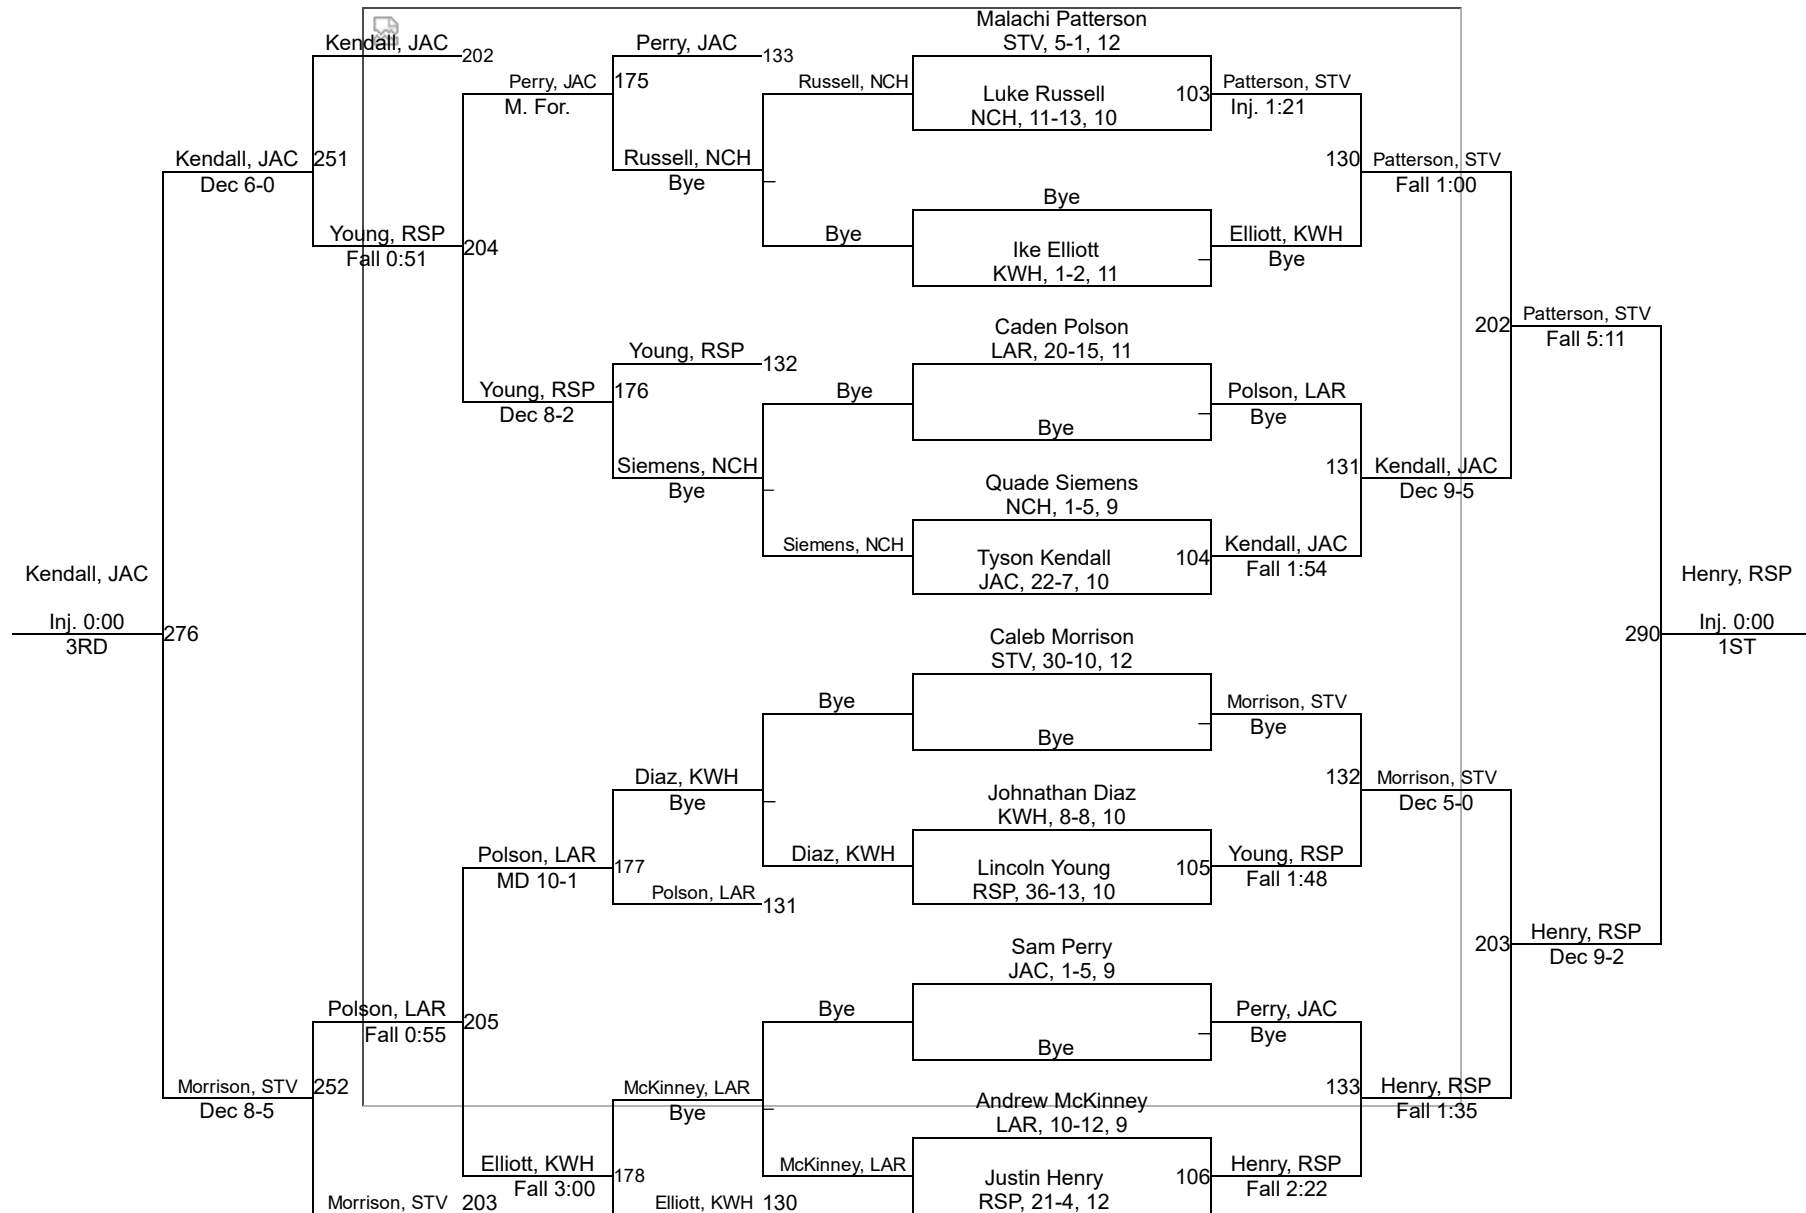 Malachi Patterson
Kendall, JAC
202
Perry, JAC
133
STV, 5-1, 12
Perry, JAC
175
Russell, NCH
Luke Russell
103
Patterson, STV
M. For.
NCH, 11-13, 10
Inj. 1:21
Kendall, JAC
251
Russell, NCH
130
Patterson, STV
Dec 6-0
Bye
Fall 1:00
Bye
Young, RSP
204
Bye
Ike Elliott
Elliott, KWH
Fall 0:51
KWH, 1-2, 11
Bye
Caden Polson
202
Patterson, STV
Young, RSP
132
LAR, 20-15, 11
Fall 5:11
Young, RSP
176
Bye
Polson, LAR
Dec 8-2
Bye
Bye
Siemens, NCH
131
Kendall, JAC
Bye
Quade Siemens
Dec 9-5
NCH, 1-5, 9
Siemens, NCH
Tyson Kendall
104
Kendall, JAC
JAC, 22-7, 10
Fall 1:54
Kendall, JAC
Henry, RSP
Inj. 0:00
276
Caleb Morrison
290
Inj. 0:00
3RD
STV, 30-10, 12
1ST
Bye
Morrison, STV
Bye
Bye
Diaz, KWH
132
Morrison, STV
Bye
Johnathan Diaz
Dec 5-0
KWH, 8-8, 10
Polson, LAR
177
Diaz, KWH
Lincoln Young
105
Young, RSP
MD 10-1
Polson, LAR
131
RSP, 36-13, 10
Fall 1:48
Sam Perry
203
Henry, RSP
JAC, 1-5, 9
Dec 9-2
Polson, LAR
205
Bye
Perry, JAC
Fall 0:55
Bye
Bye
Morrison, STV
252
McKinney, LAR
133
Henry, RSP
Dec 8-5
Bye
Andrew McKinney
Fall 1:35
LAR, 10-12, 9
Elliott, KWH
178
McKinney, LAR
Justin Henry
106
Henry, RSP
Fall 3:00
Fall 2:22
Morrison, STV
203
Elliott, KWH
130
RSP, 21-4, 12